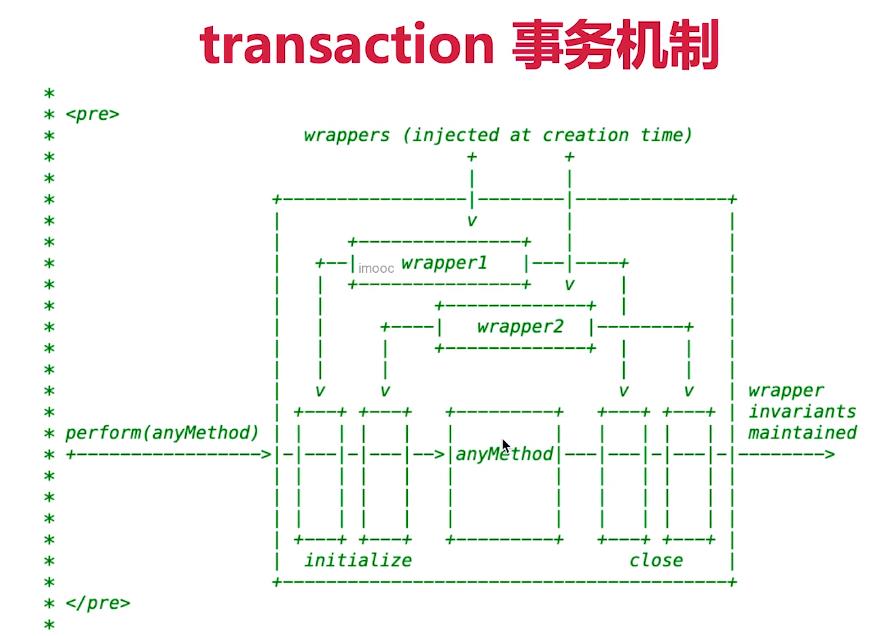 transaction 事务机制
*
* <pre>
*                       wrappers (injected at creation time)
*                                      +        +
*                                      |        |
*                    +-----------------|--------|--------------+
*                    |                 v        |              |
*                    |      +---------------+   |              |
*                    |   +--| imooc wrapper1    |---|----+         |
*                    |   |  +---------------+   v    |         |
*                    |   |          +-------------+  |         |
*                    |   |     +----|   wrapper2  |--------+   |
*                    |   |     |    +-------------+  |     |   |
*                    |   |     |                     |     |   |
*                    |   v     v                     v     v   | wrapper
*                    | +---+ +---+   +---------+   +---+ +---+ | invariants
* perform(anyMethod) | |   | |   |   |         |   |   | |   | | maintained
* +----------------->|-|---|-|---|-->|anyMethod|---|---|-|---|-|-------->
*                    | |   | |   |   |         |   |   | |   | |
*                    | |   | |   |   |         |   |   | |   | |
*                    | |   | |   |   |         |   |   | |   | |
*                    | +---+ +---+   +---------+   +---+ +---+ |
*                    |  initialize                    close    |
*                    +-----------------------------------------+
* </pre>
*